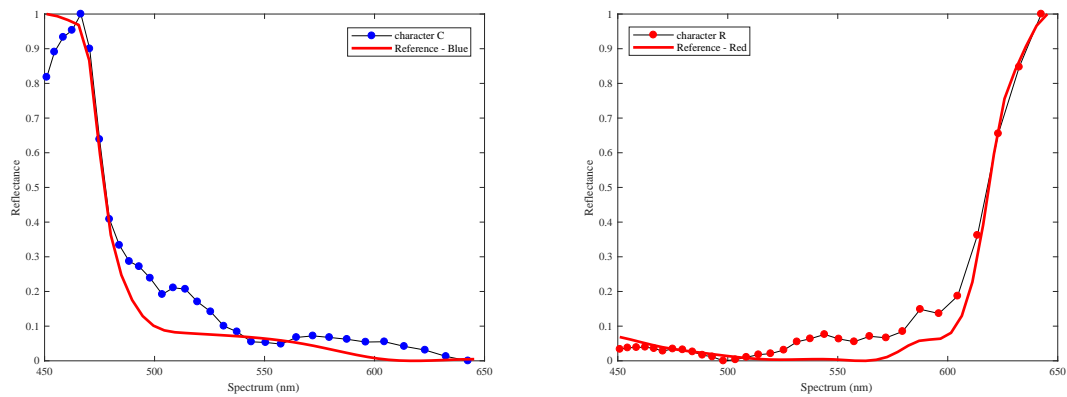 character C
Reference - Blue
1
0.9
0.8
0.7
0.6
0.5
0.4
0.3
0.2
0.1
0
Reflectance
450 500 550 600 650
Spectrum (nm)
character R
Reference - Red
1
0.9
0.8
0.7
0.6
0.5
0.4
0.3
0.2
0.1
0
Reflectance
450 500 550 600 650
Spectrum (nm)